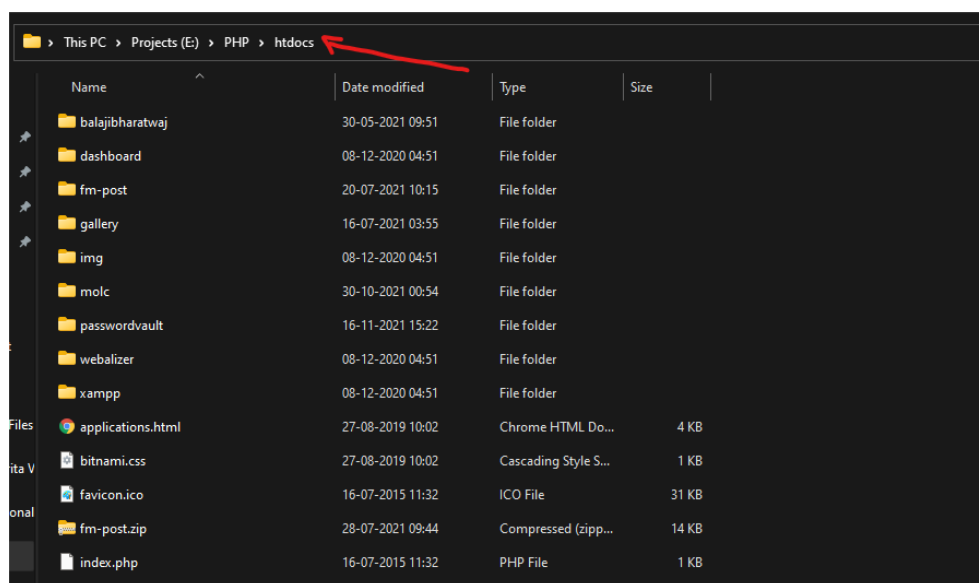 This PC > Projects (E:) > PHP > htdocs
Name Date modified Type Size
balajibharatwaj 30-05-2021 09:51 File folder
dashboard 08-12-2020 04:51 File folder
fm-post 20-07-2021 10:15 File folder
gallery 16-07-2021 03:55 File folder
img 08-12-2020 04:51 File folder
molc 30-10-2021 00:54 File folder
passwordvault 16-11-2021 15:22 File folder
webalizer 08-12-2020 04:51 File folder
xampp 08-12-2020 04:51 File folder
Files applications.html 27-08-2019 10:02 Chrome HTML Do... 4 KB
rita V bitnami.css 27-08-2019 10:02 Cascading Style S... 1 KB
favicon.ico 16-07-2015 11:32 ICO File 31 KB
onal fm-post.zip 28-07-2021 09:44 Compressed (zipp... 14 KB
index.php 16-07-2015 11:32 PHP File 1 KB